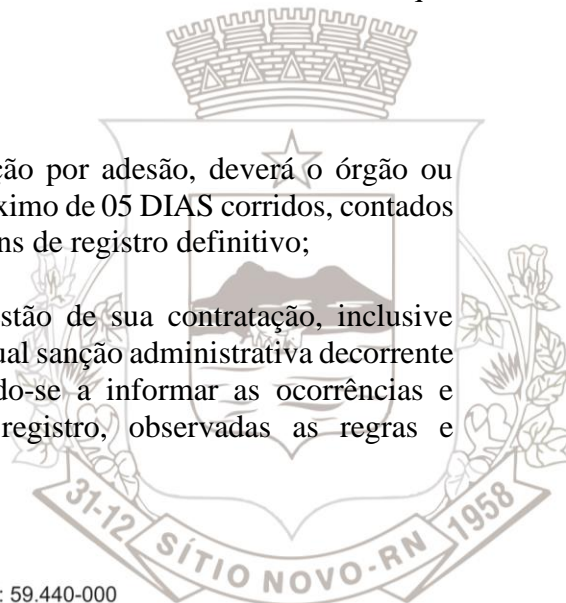 ção por adesão, deverá o órgão ou
ximo de 05 DIAS corridos, contados
ns de registro definitivo;
stão de sua contratação, inclusive
ual sanção administrativa decorrente
do-se a informar as ocorrências e
registro, observadas as regras e
31-12 SÍTIO NOVO-RN 1958
: 59.440-000